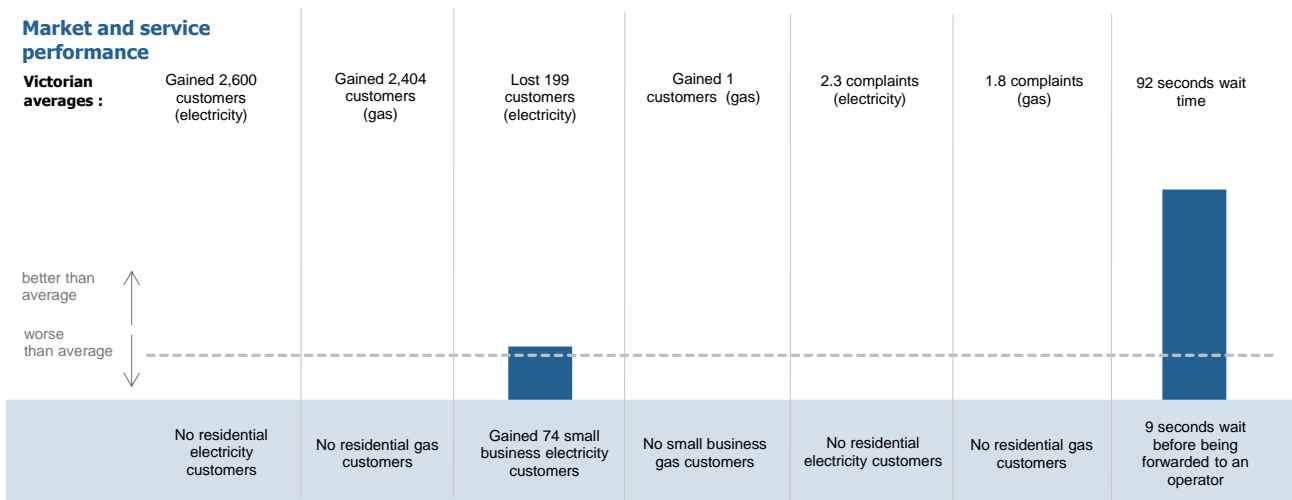 Market and service
performance
Victorian
averages :
Gained 2,600
customers
(electricity)
Gained 2,404
customers
(gas)
Lost 199
customers
(electricity)
Gained 1
customers (gas)
2.3 complaints
(electricity)
1.8 complaints
(gas)
92 seconds wait
time
better than
average
worse
than average
No residential
electricity
customers
No residential gas
customers
Gained 74 small
business electricity
customers
No small business
gas customers
No residential
electricity customers
No residential gas
customers
9 seconds wait
before being
forwarded to an
operator